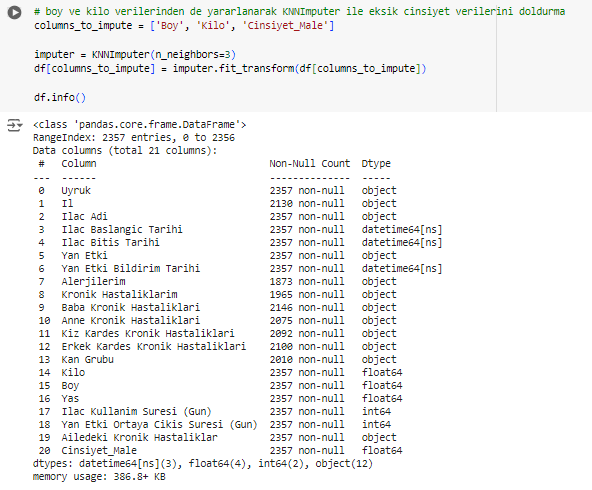 # boy ve kilo verilerinden de yararlanarak KNNImputer ile eksik cinsiyet verilerini doldurma
columns_to_impute = ['Boy', 'Kilo', 'Cinsiyet_Male']
imputer = KNNImputer(n_neighbors=3)
df[columns_to_impute] = imputer.fit_transform(df[columns_to_impute])
df.info()
<class 'pandas.core.frame.DataFrame'>
RangeIndex: 2357 entries, 0 to 2356
Data columns (total 21 columns):
 #   Column                             Non-Null Count  Dtype
---  ------                             --------------  -----
 0   Uyruk                              2357 non-null   object
 1   Il                                 2130 non-null   object
 2   Ilac Adi                           2357 non-null   object
 3   Ilac Baslangic Tarihi              2357 non-null   datetime64[ns]
 4   Ilac Bitis Tarihi                  2357 non-null   datetime64[ns]
 5   Yan Etki                           2357 non-null   object
 6   Yan Etki Bildirim Tarihi           2357 non-null   datetime64[ns]
 7   Alerjilerim                        1873 non-null   object
 8   Kronik Hastaliklarim               1965 non-null   object
 9   Baba Kronik Hastaliklari           2146 non-null   object
 10  Anne Kronik Hastaliklari           2075 non-null   object
 11  Kiz Kardes Kronik Hastaliklari     2092 non-null   object
 12  Erkek Kardes Kronik Hastaliklari   2100 non-null   object
 13  Kan Grubu                          2010 non-null   object
 14  Kilo                               2357 non-null   float64
 15  Boy                                2357 non-null   float64
 16  Yas                                2357 non-null   float64
 17  Ilac Kullanim Suresi (Gun)         2357 non-null   int64
 18  Yan Etki Ortaya Cikis Suresi (Gun)  2357 non-null   int64
 19  Ailedeki Kronik Hastaliklar        2357 non-null   object
 20  Cinsiyet_Male                      2357 non-null   float64
dtypes: datetime64[ns](3), float64(4), int64(2), object(12)
memory usage: 386.8+ KB